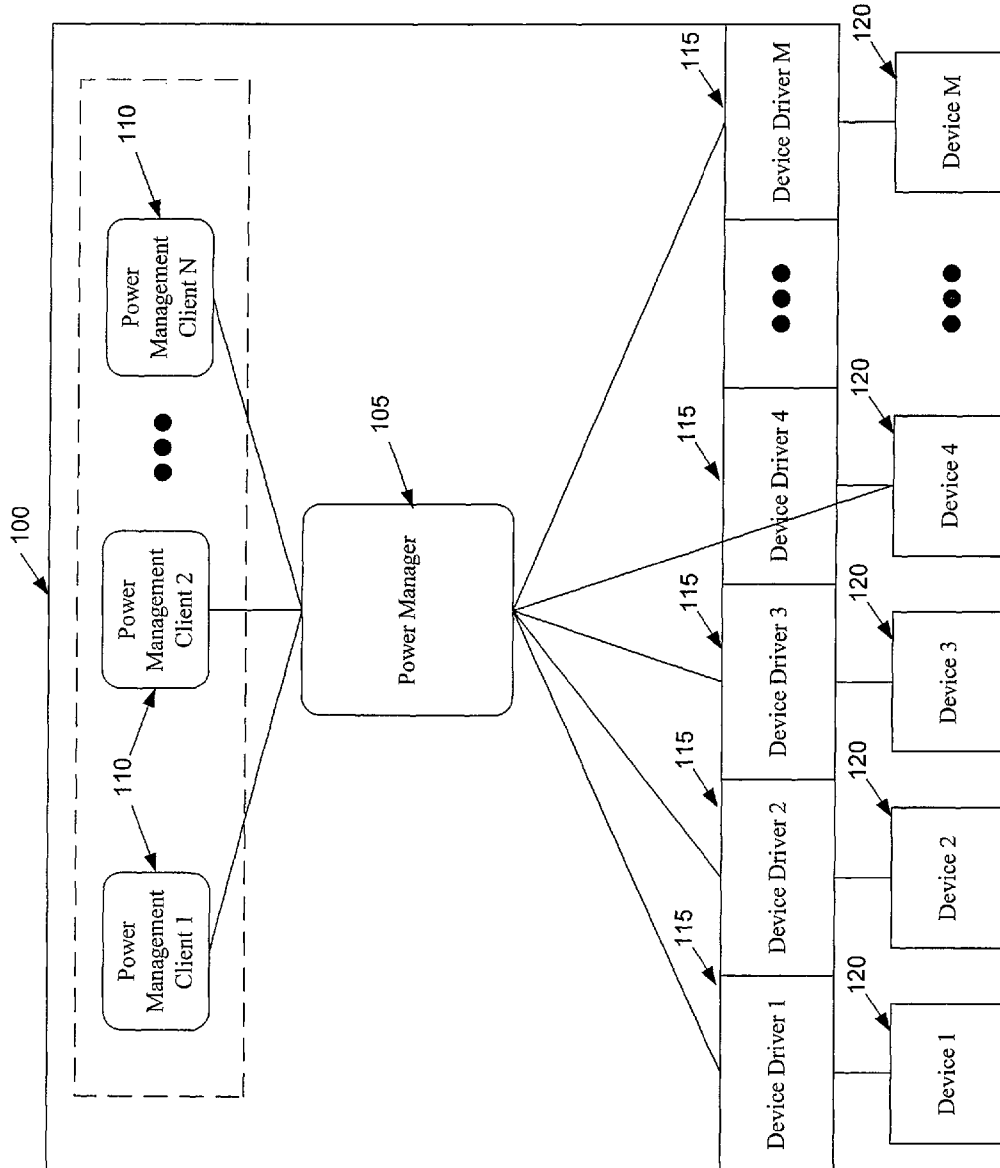 100
110
110
Power
Management
Client 1
Power
Management
Client 2
Power
Management
Client N
105
Power Manager
115
115
115
115
115
Device Driver 1
Device Driver 2
Device Driver 3
Device Driver 4
Device Driver M
120
120
120
120
120
Device 1
Device 2
Device 3
Device 4
Device M